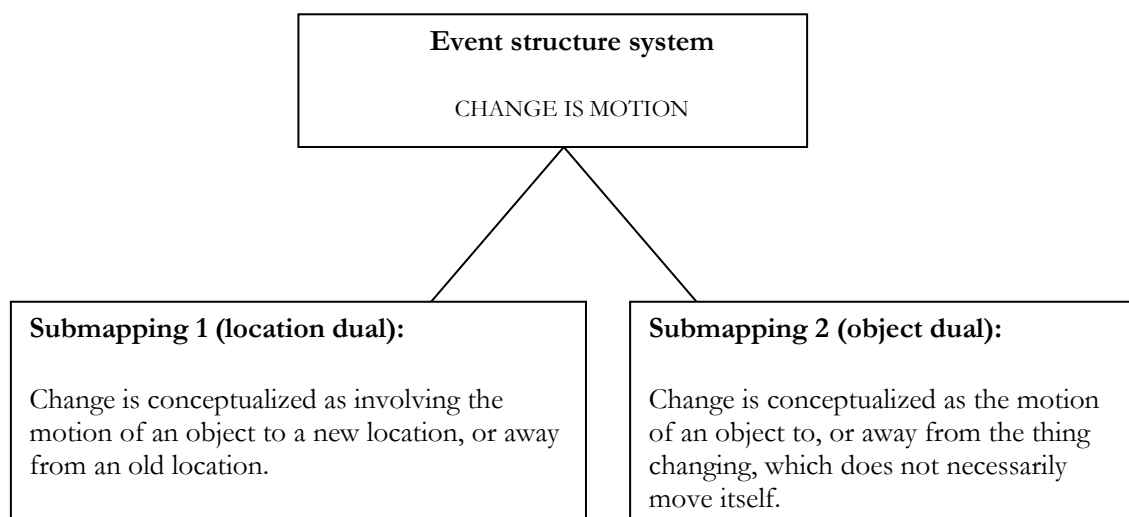 Event structure system
CHANGE IS MOTION
Submapping 1 (location dual):
Change is conceptualized as involving the
motion of an object to a new location, or away
from an old location.
Submapping 2 (object dual):
Change is conceptualized as the motion
of an object to, or away from the thing
changing, which does not necessarily
move itself.